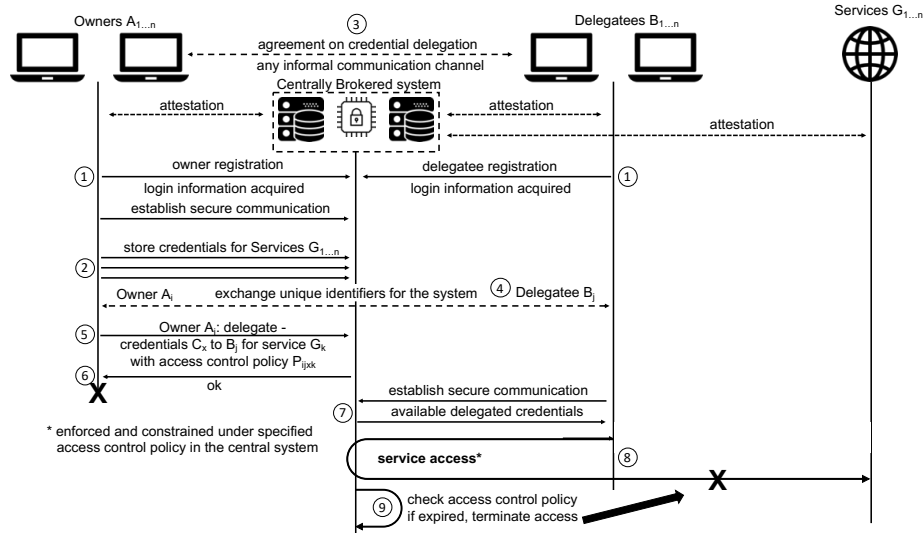 Owners A1...n
Delegatees B1...n
Services G1...n
3
agreement on credential delegation
any informal communication channel
Centrally Brokered system
attestation
attestation
attestation
1
owner registration
delegatee registration
1
login information acquired
login information acquired
establish secure communication
store credentials for Services G1...n
2
Owner Ai
exchange unique identifiers for the system
4
Delegatee Bj
5
Owner Ai: delegate -
credentials Cx to Bj for service Gk
with access control policy Pijxk
6
ok
X
establish secure communication
7
available delegated credentials
* enforced and constrained under specified
access control policy in the central system
service access*
8
X
9
check access control policy
if expired, terminate access